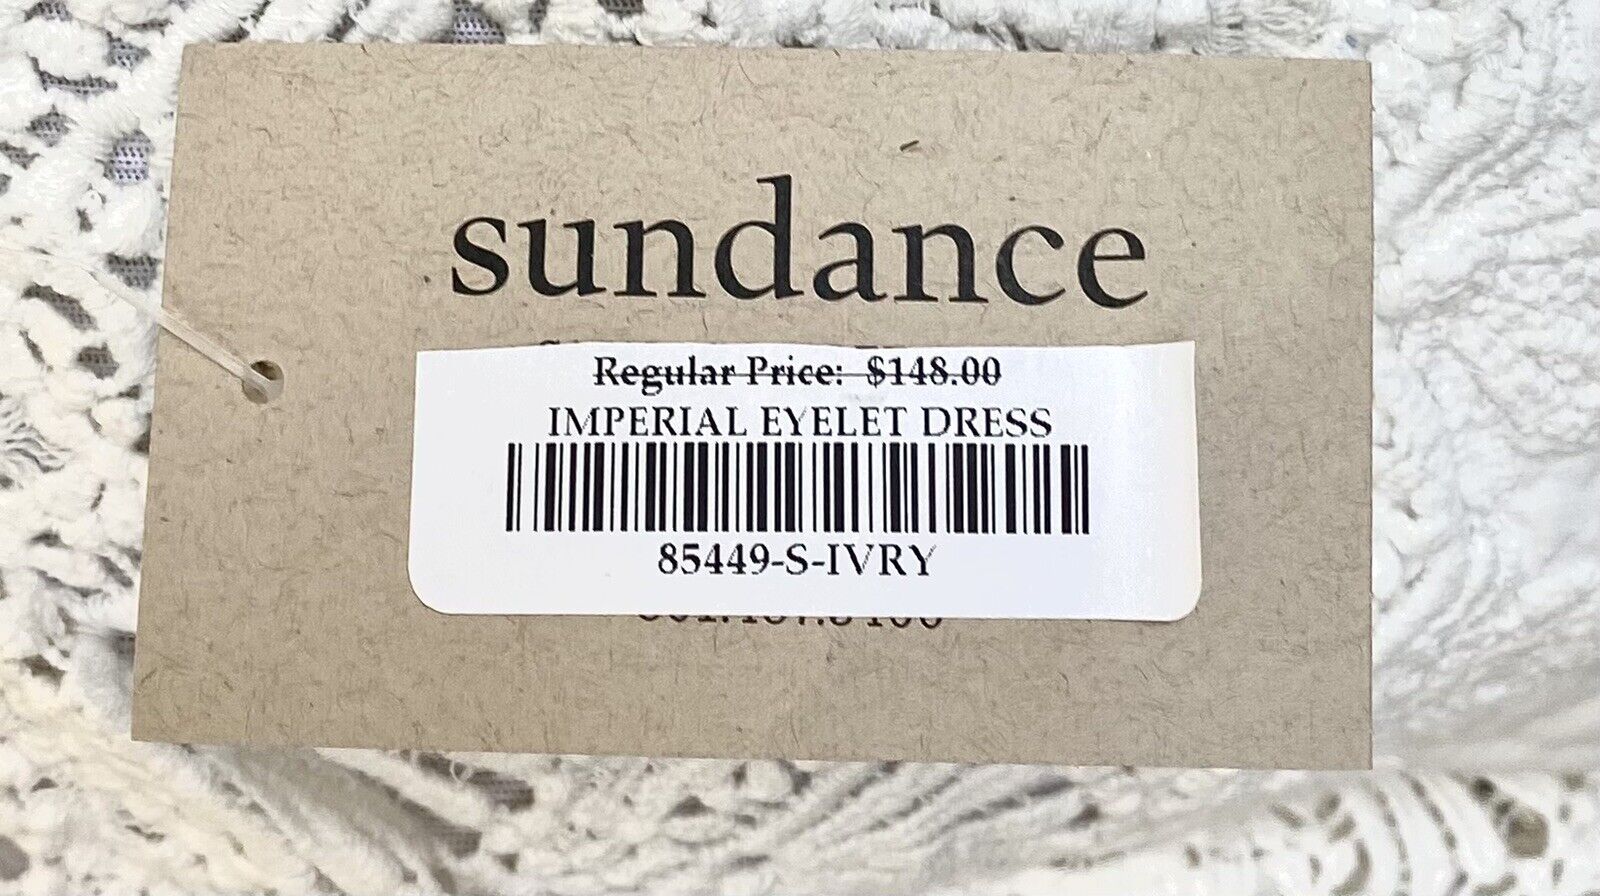 sundance
Regular Price: $148.00
IMPERIAL EYELET DRESS
85449-S-IVRY